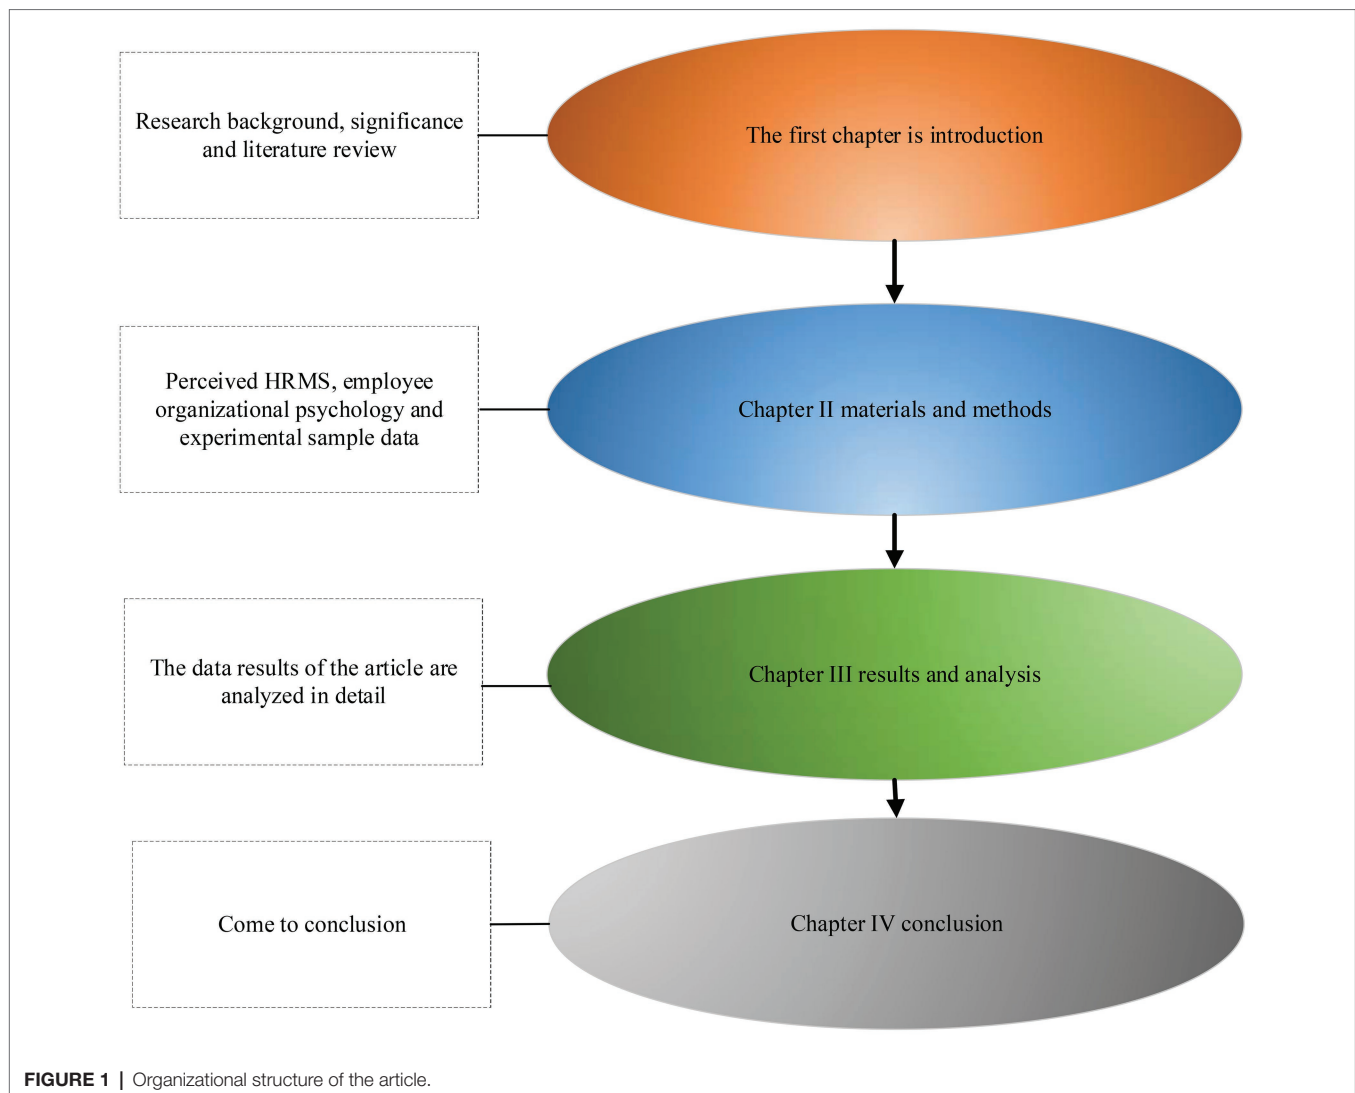 Research background, significance
and literature review
The first chapter is introduction
Perceived HRMS, employee
organizational psychology and
experimental sample data
Chapter II materials and methods
The data results of the article are
analyzed in detail
Chapter III results and analysis
Come to conclusion
Chapter IV conclusion
FIGURE 1 | Organizational structure of the article.